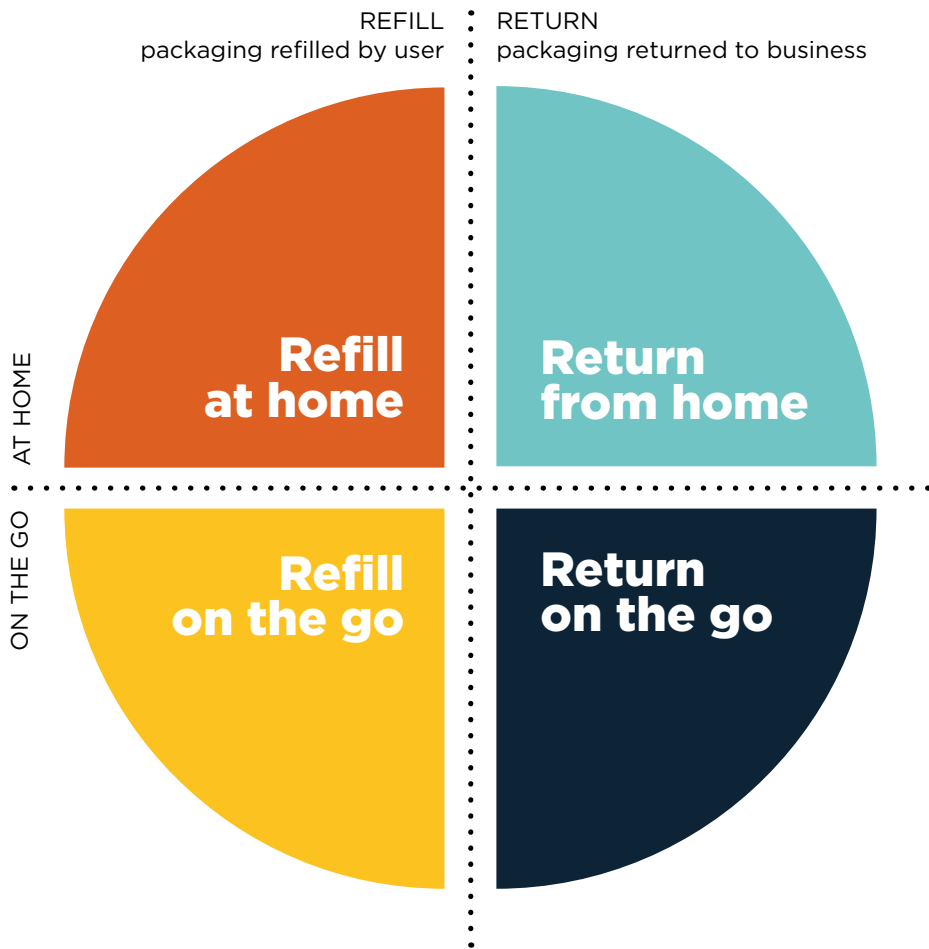 REFILL
packaging refilled by user
RETURN
packaging returned to business
AT HOME
Refill
at home
Return
from home
ON THE GO
Refill
on the go
Return
on the go